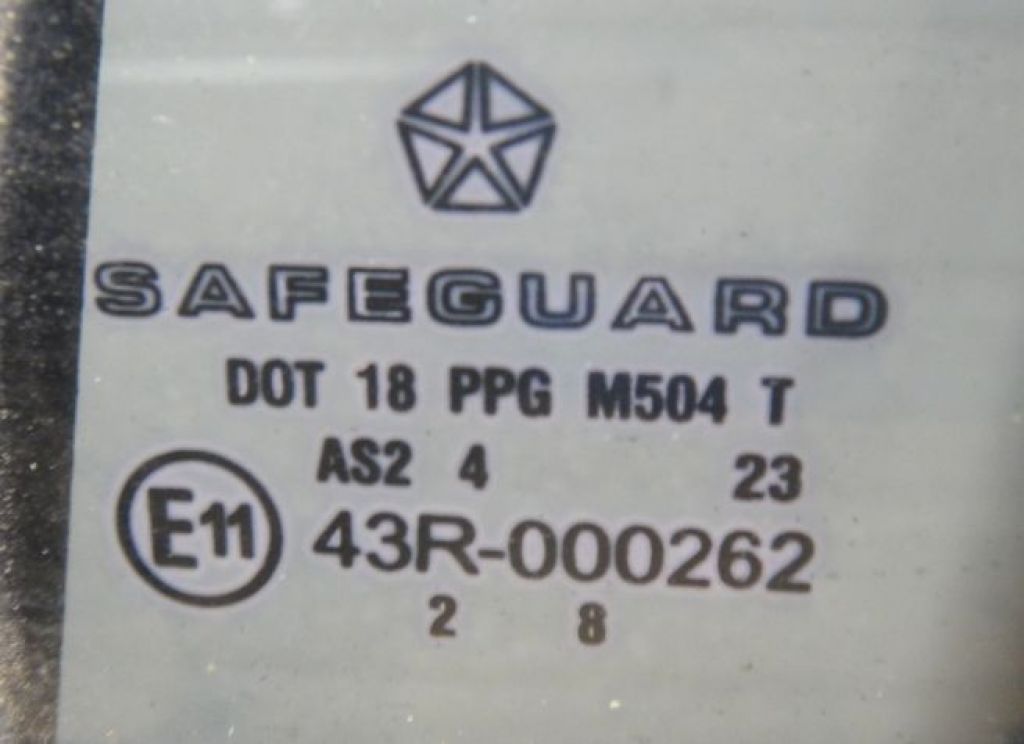 SAFEGUARD
DOT 18 PPG M504 T
AS2 4 23
E11 43R-000262
2 8